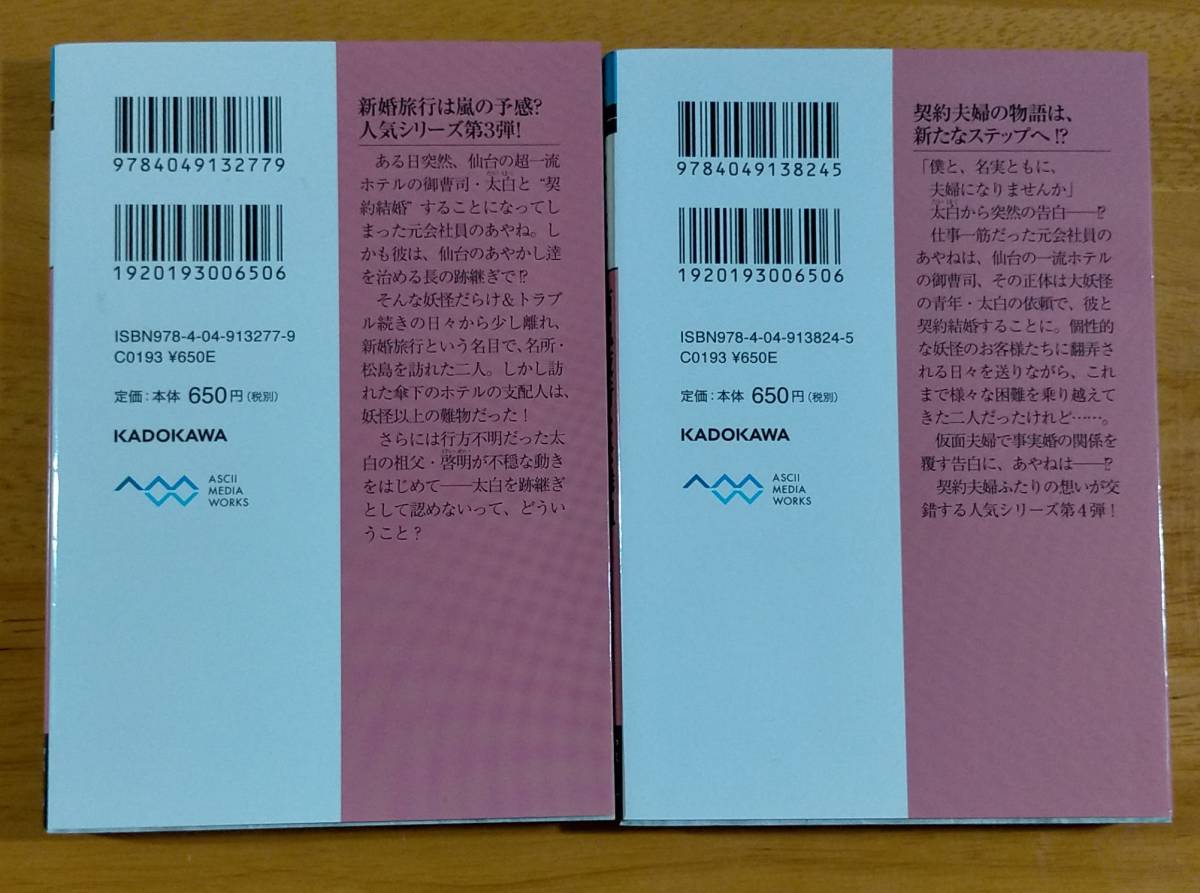 9784049132779
1920193006506
ISBN978-4-04-913277-9
C0193 ¥650E
定価:本体 650円(税別)
KADOKAWA
ASCII
MEDIA
WORKS
新婚旅行は嵐の予感?
人気シリーズ第3弾!
ある日突然、仙台の超一流
ホテルの御曹司・太白と“契
約結婚”することになってし
まった元会社員のあやね。し
かも彼は、仙台のあやかし達
を治める長の跡継ぎで!?
そんな妖怪だらけ&トラブ
ル続きの日々から少し離れ、
新婚旅行という名目で、名所・
松島を訪れた二人。しかし訪
れた傘下のホテルの支配人は、
妖怪以上の難物だった!
さらには行方不明だった太
白の祖父・啓明が不穏な動き
をはじめて――太白を跡継ぎ
として認めないって、どうい
うこと?
9784049138245
1920193006506
ISBN978-4-04-913824-5
C0193 ¥650E
定価:本体 650円(税別)
KADOKAWA
ASCII
MEDIA
WORKS
契約夫婦の物語は、
新たなステップへ!?
「僕と、名実ともに、
夫婦になりませんか」
太白から突然の告白――!?
仕事一筋だった元会社員の
あやねは、仙台の一流ホテル
の御曹司、その正体は大妖怪
の青年・太白の依頼で、彼と
契約結婚することに。個性的
な妖怪のお客様たちに翻弄さ
れる日々を送りながら、これ
まで様々な困難を乗り越えて
きた二人だったけれど……。
仮面夫婦で事実婚の関係を
覆す告白に、あやねは――!?
契約夫婦ふたりの想いが交
錯する人気シリーズ第4弾!